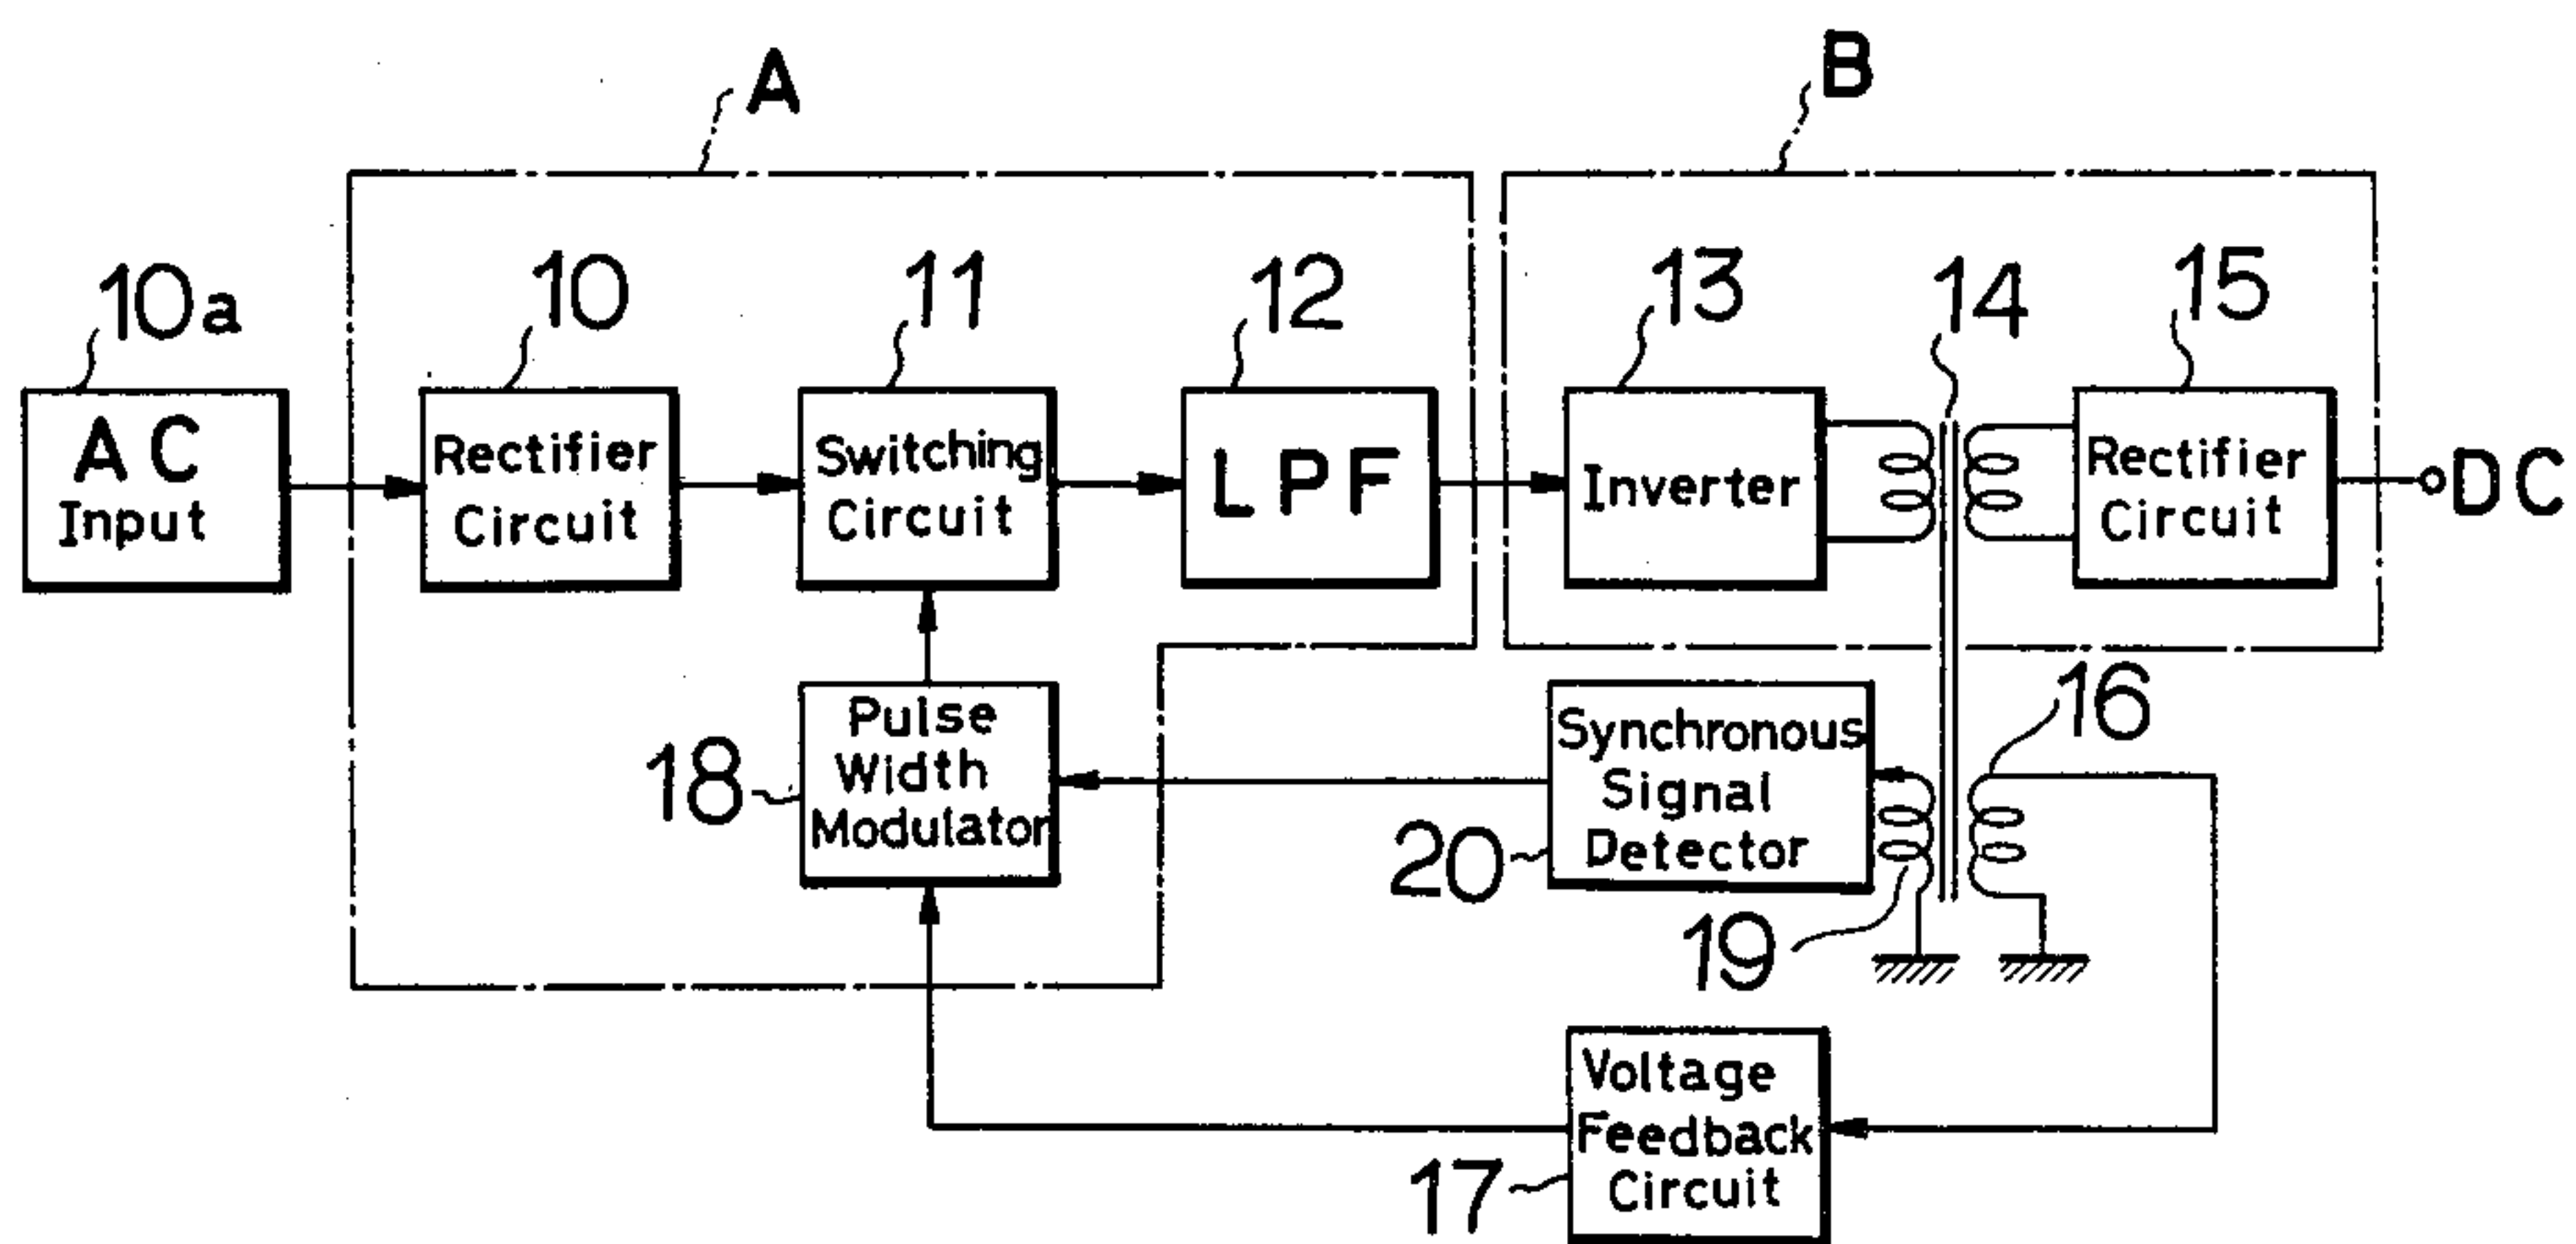 A
B
10a
10
11
12
13
14
15
AC
Input
Rectifier
Circuit
Switching
Circuit
LPF
Inverter
Rectifier
Circuit
DC
18
Pulse
Width
Modulator
20
Synchronous
Signal
Detector
19
16
17
Voltage
Feedback
Circuit